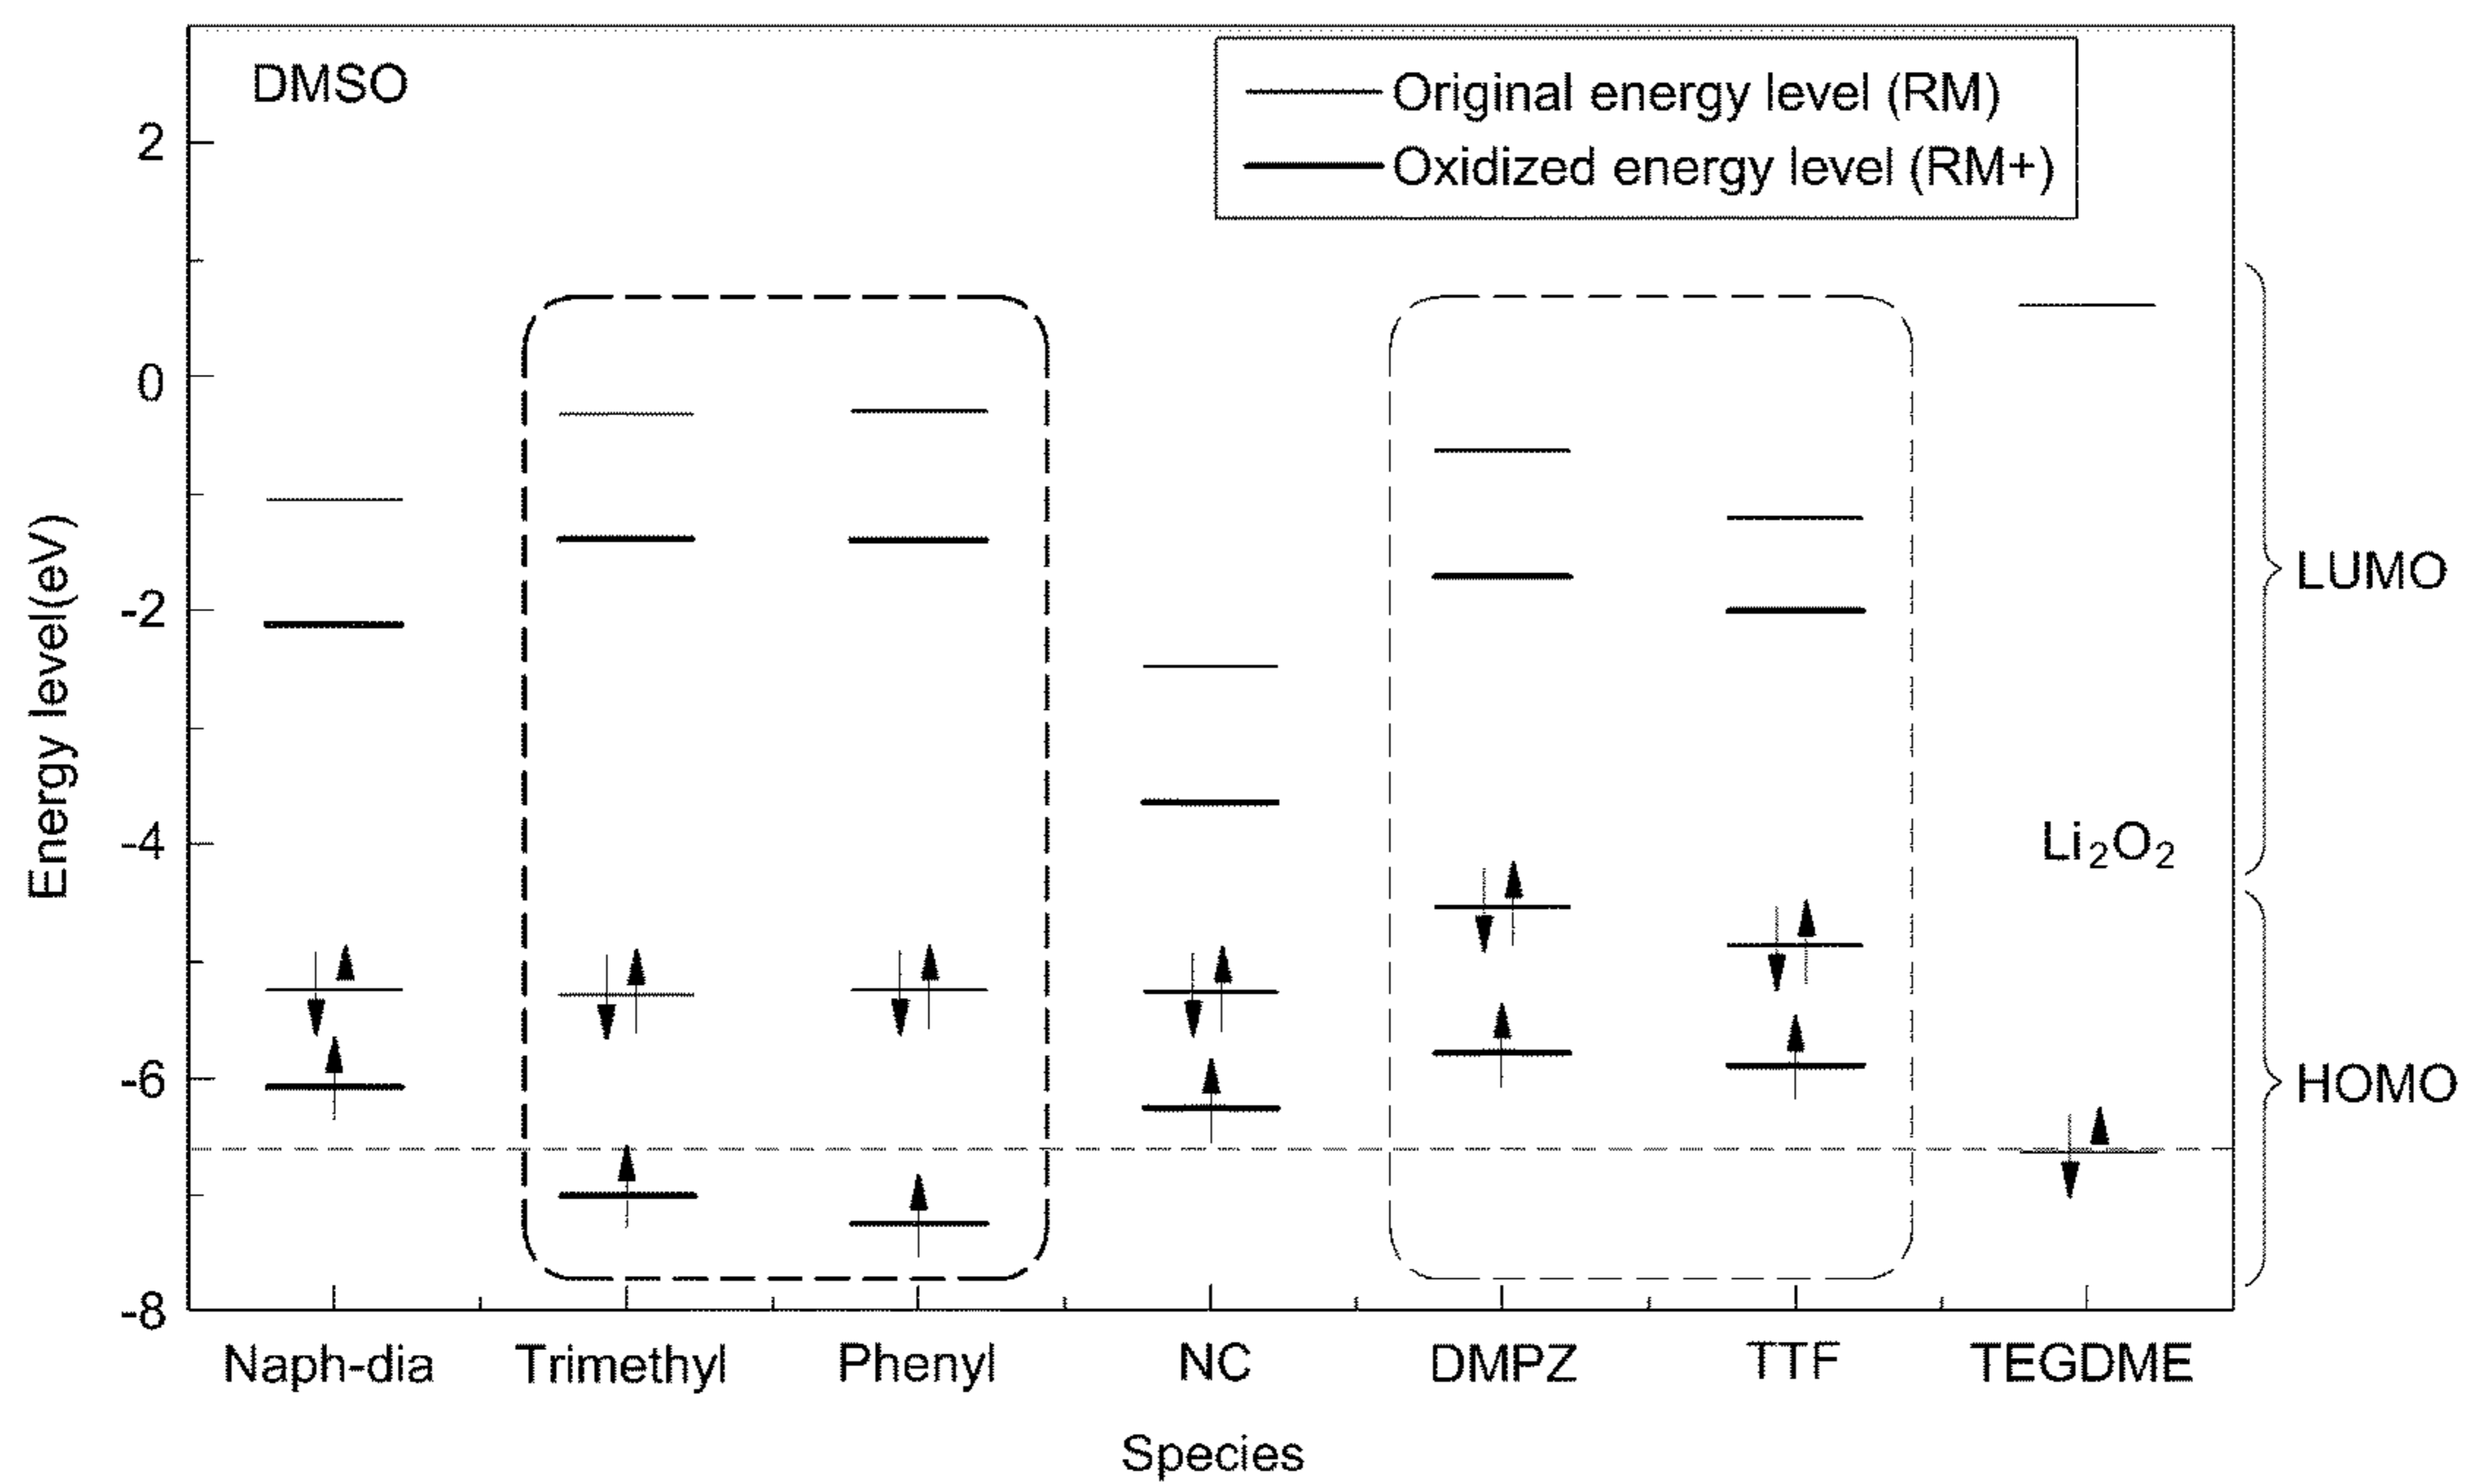 DMSO
Original energy level (RM)
Oxidized energy level (RM+)
2
0
-2
-4
-6
-8
Energy level(eV)
Li₂O₂
LUMO
HOMO
Naph-dia Trimethyl Phenyl NC DMPZ TTF TEGDME
Species